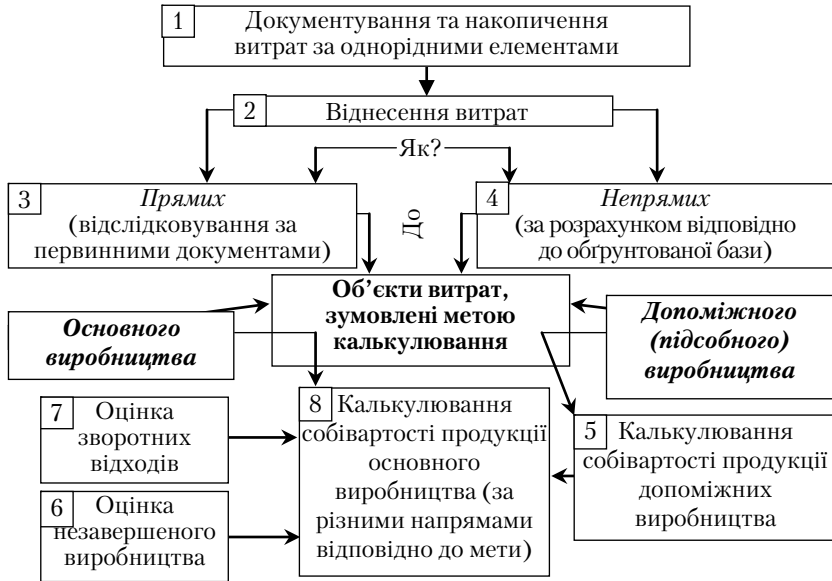 1
Документування та накопичення
витрат за однорідними елементами
2
Віднесення витрат
Як?
3
Прямих
(відслідковування за
первинними документами)
До
4
Непрямих
(за розрахунком відповідно
до обґрунтованої бази)
Об’єкти витрат,
зумовлені метою
калькулювання
Основного
виробництва
Допоміжного
(підсобного)
виробництва
7
Оцінка
зворотних
відходів
8
Калькулювання
собівартості продукції
основного
виробництва (за
різними напрямами
відповідно до мети)
5
Калькулювання
собівартості продукції
допоміжних
виробництва
6
Оцінка
незавершеного
виробництва